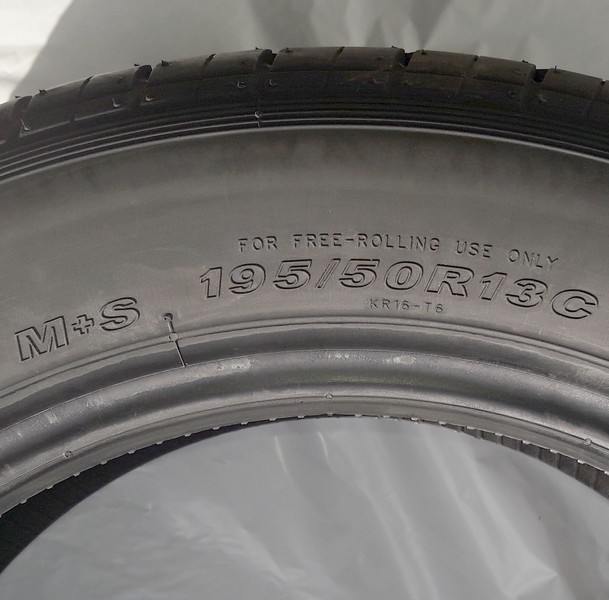 FOR FREE-ROLLING USE ONLY
M+S 195/50R13C
KR16-T6